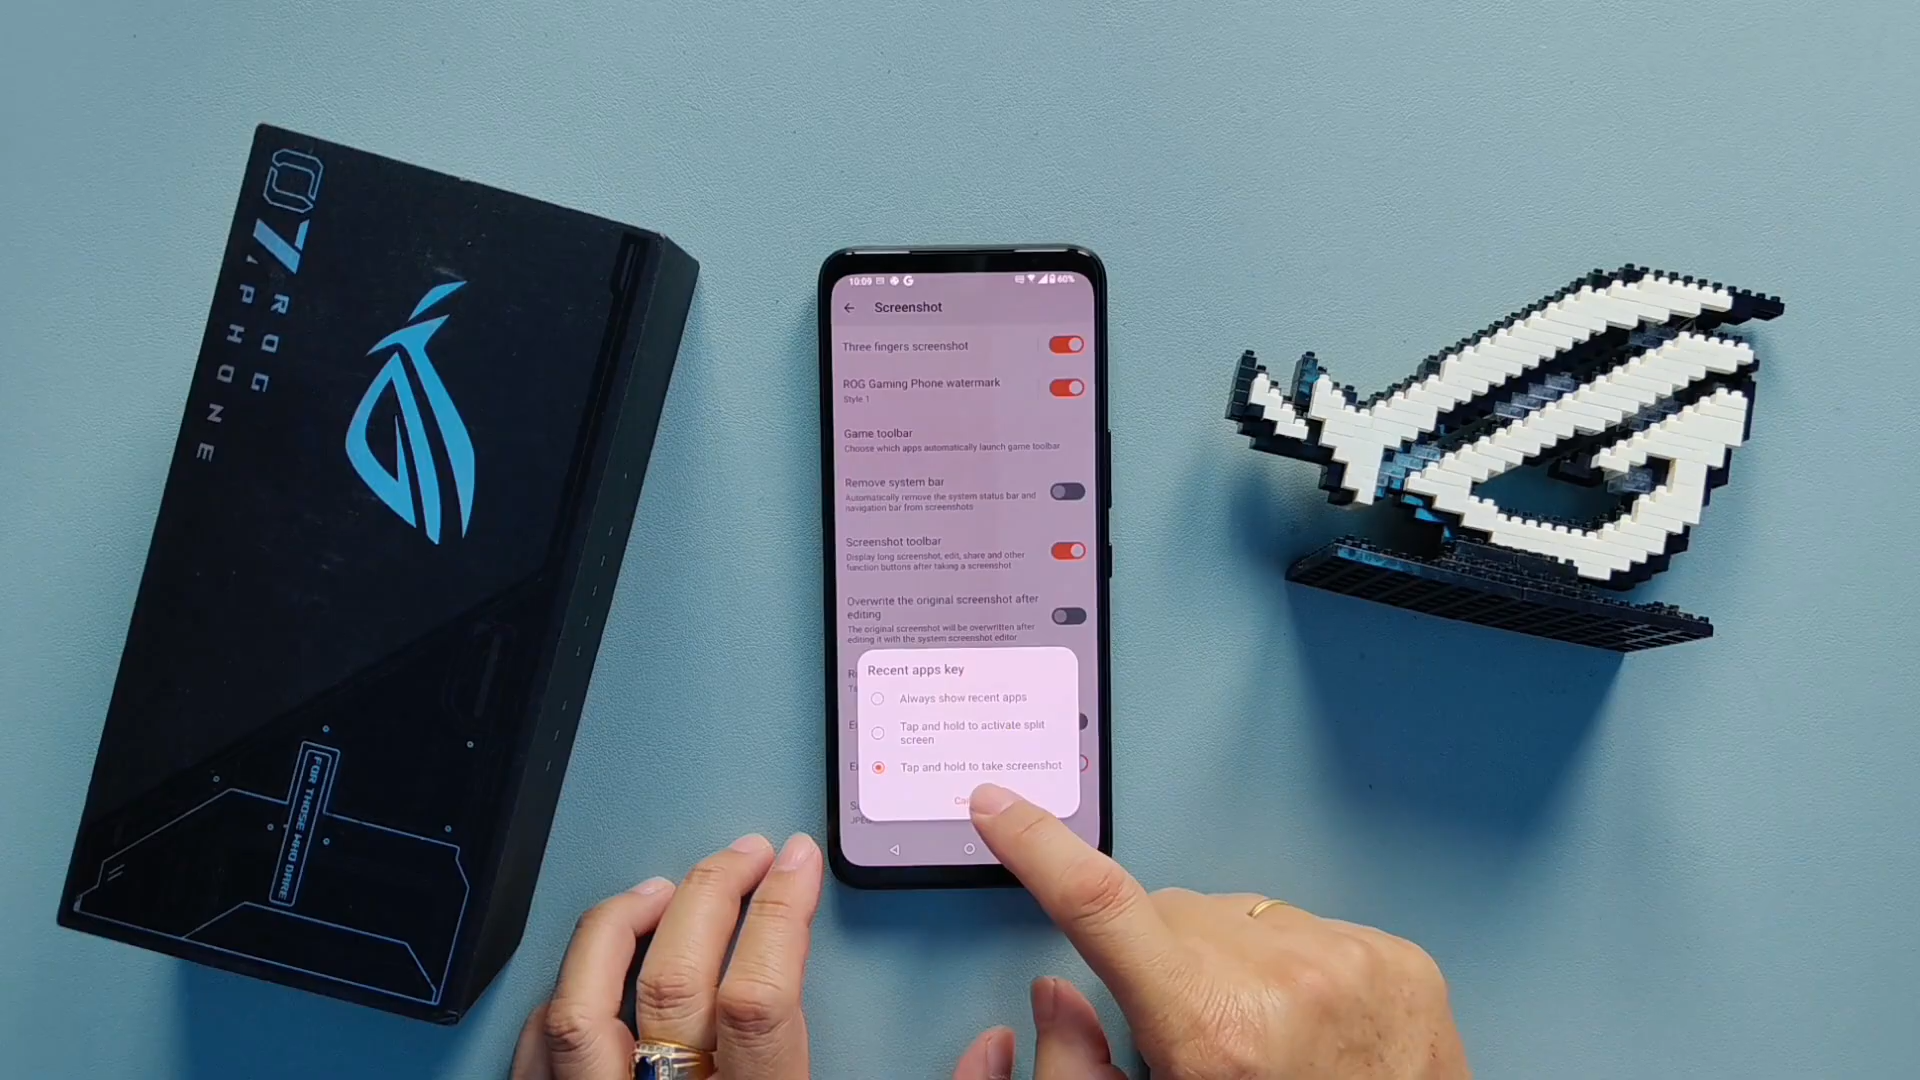 07
ROG
PHONE
FOR THOSE WHO DARE
10:09
60%
Screenshot
Three fingers screenshot
ROG Gaming Phone watermark
Style 1
Game toolbar
Choose which apps automatically launch game toolbar
Remove system bar
Automatically remove the system status bar and
navigation bar from screenshots
Screenshot toolbar
Display long screenshot, edit, share and other
function buttons after taking a screenshot
Overwrite the original screenshot after
editing
The original screenshot will be overwritten after
editing it with the system screenshot editor
Recent apps key
Always show recent apps
Tap and hold to activate split
screen
Tap and hold to take screenshot
JPEG